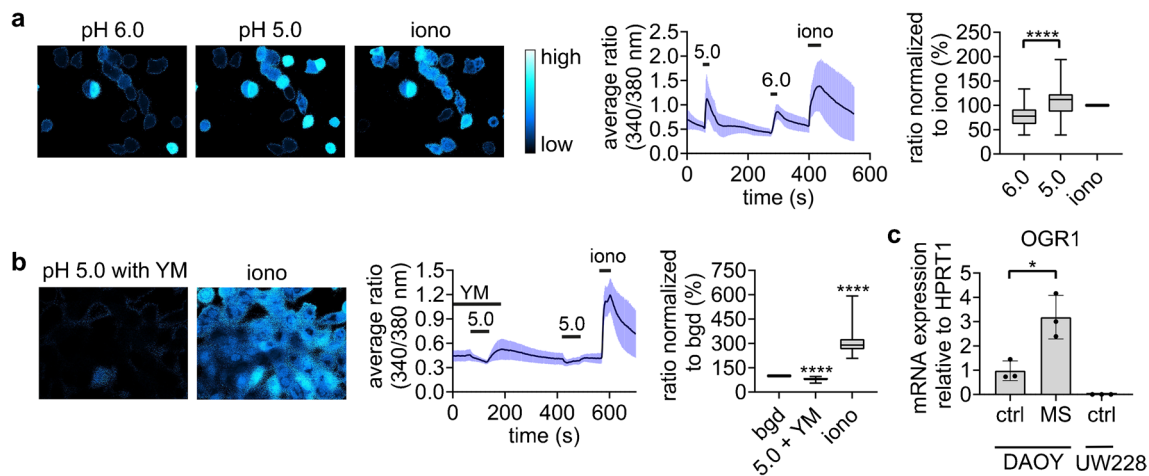 a
pH 6.0
pH 5.0
iono
high
low
average ratio
(340/380 nm)
2.5
2.0
1.5
1.0
0.5
0.0
5.0
6.0
iono
0
200
400
600
time (s)
ratio normalized
to iono (%)
200
150
100
50
0
****
6.0
5.0
iono
b
pH 5.0 with YM
iono
average ratio
(340/380 nm)
1.5
1.2
0.9
0.6
0.3
0.0
YM
5.0
5.0
iono
0
200
400
600
time (s)
ratio normalized
to bgd (%)
750
600
450
300
150
0
****
****
bgd
5.0 + YM
iono
c
OGR1
mRNA expression
relative to HPRT1
5
4
3
2
1
0
*
ctrl
MS
ctrl
DAOY
UW228